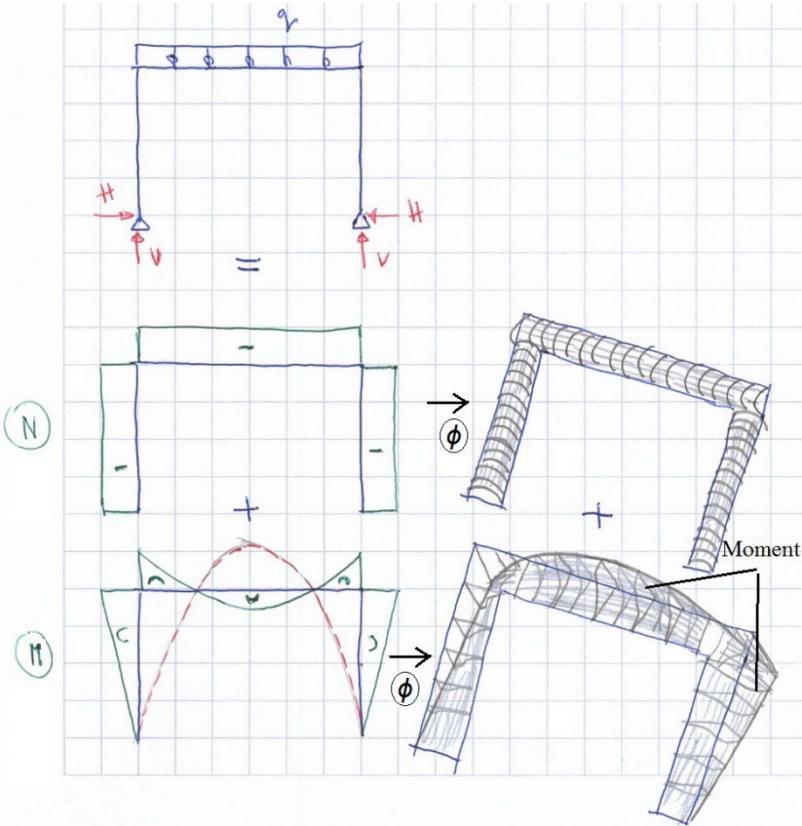 q
H
H
V
V
=
-
N
-
-
ϕ
+
+
Moment
M
ϕ